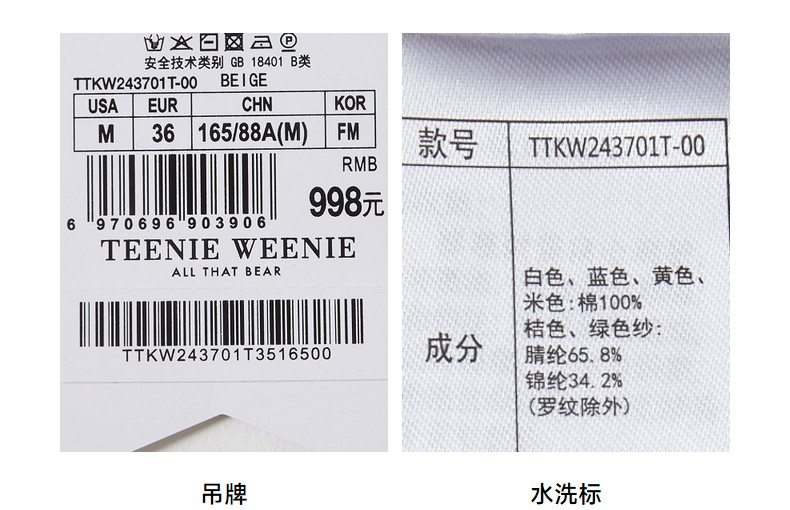 安全技术类别 GB 18401 B类
TTKW243701T-00 BEIGE
USA EUR CHN KOR
M 36 165/88A(M) FM
RMB
998元
6 970696 903906
TEENIE WEENIE
ALL THAT BEAR
TTKW243701T3516500
款号 TTKW243701T-00
成分
白色、蓝色、黄色、
米色:棉100%
桔色、绿色纱:
腈纶65.8%
锦纶34.2%
(罗纹除外)
吊牌
水洗标